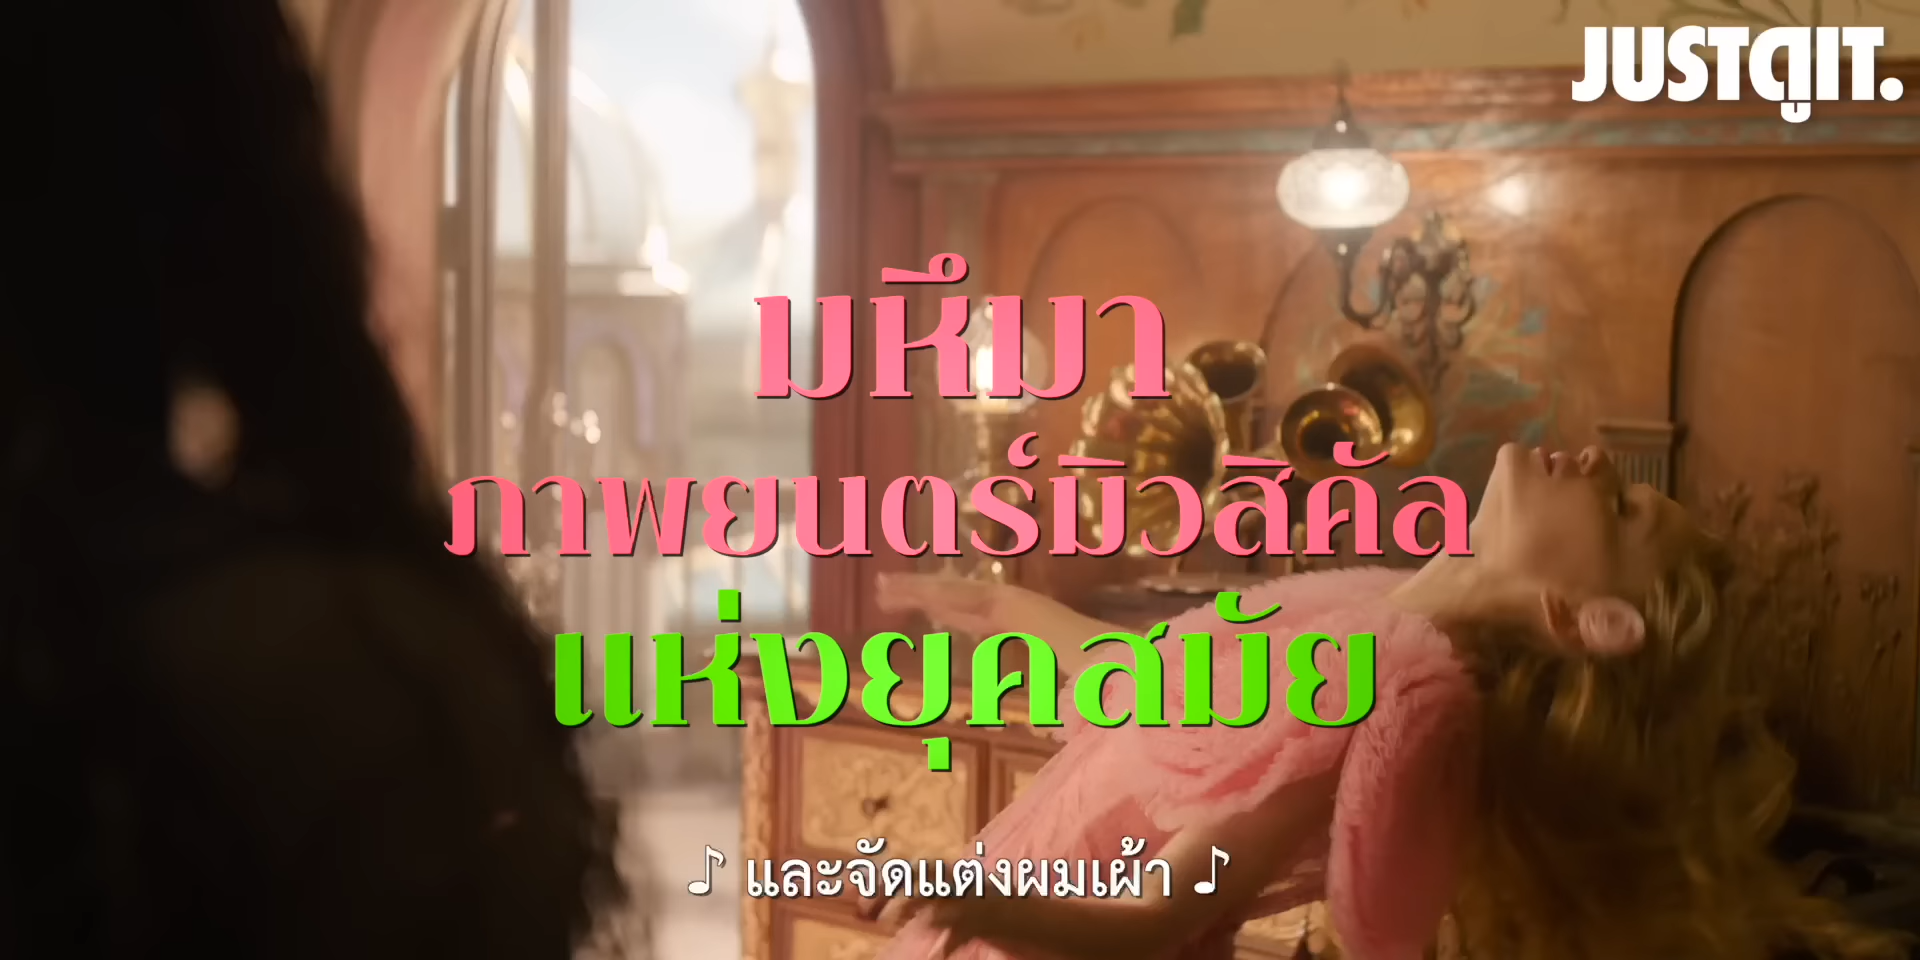 JUSTดูIT.
มหึมา
ภาพยนตร์มิวสิคัล
แห่งยุคสมัย
♪ และจัดแต่งผมเผ้า ♪